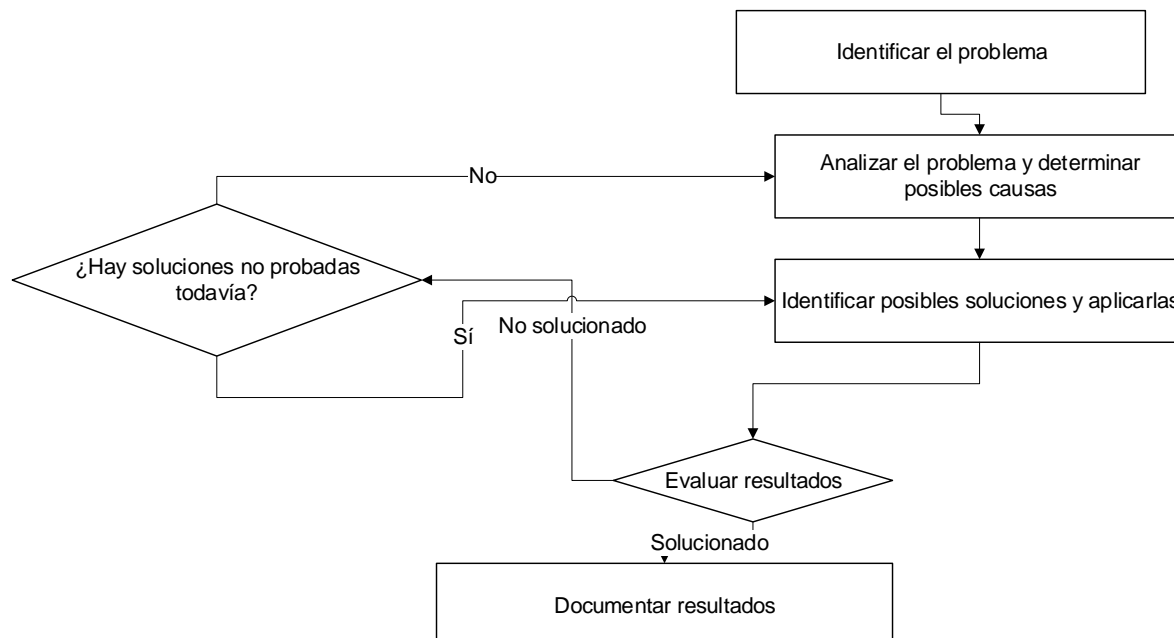 Identificar el problema
Analizar el problema y determinar
posibles causas
No
¿Hay soluciones no probadas
todavía?
Identificar posibles soluciones y aplicarlas
No solucionado
Sí
Evaluar resultados
Solucionado
Documentar resultados